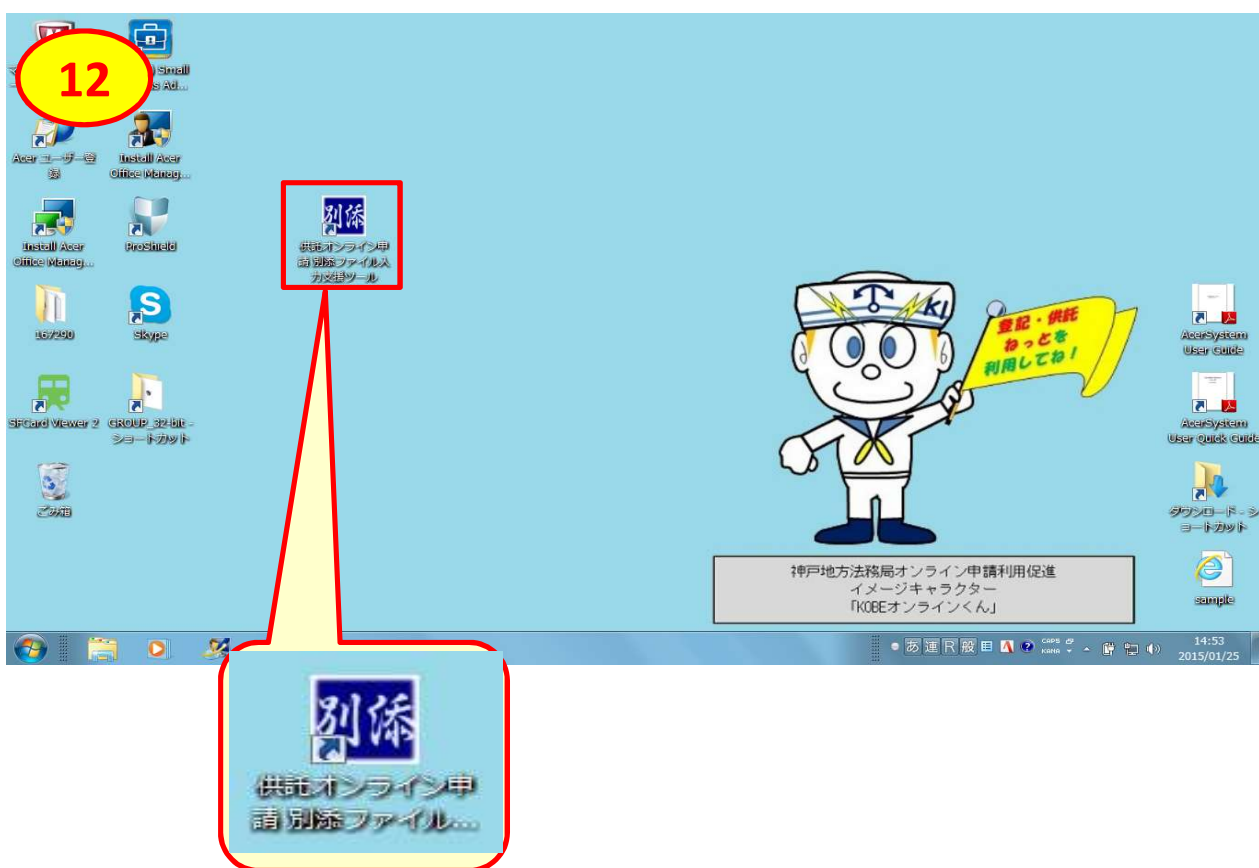 12
Small
s Ad...
Acer ユーザー登
録
Install Acer
Office Manag...
Install Acer
Office Manag...
ProShield
167290
Skype
SFCard Viewer 2
GROUP_32-bit -
ショートカット
ごみ箱
別添
供託オンライン申
請 別添ファイル入
力支援ツール
KI
登記・供託
ねっとを
利用してね！
神戸地方法務局オンライン申請利用促進
イメージキャラクター
「KOBEオンラインくん」
AcerSystem
User Guide
AcerSystem
User Quick Guide
ダウンロード - シ
ョートカット
sample
あ 連 R 般
CAPS
KANA
14:53
2015/01/25
別添
供託オンライン申
請 別添ファイル...